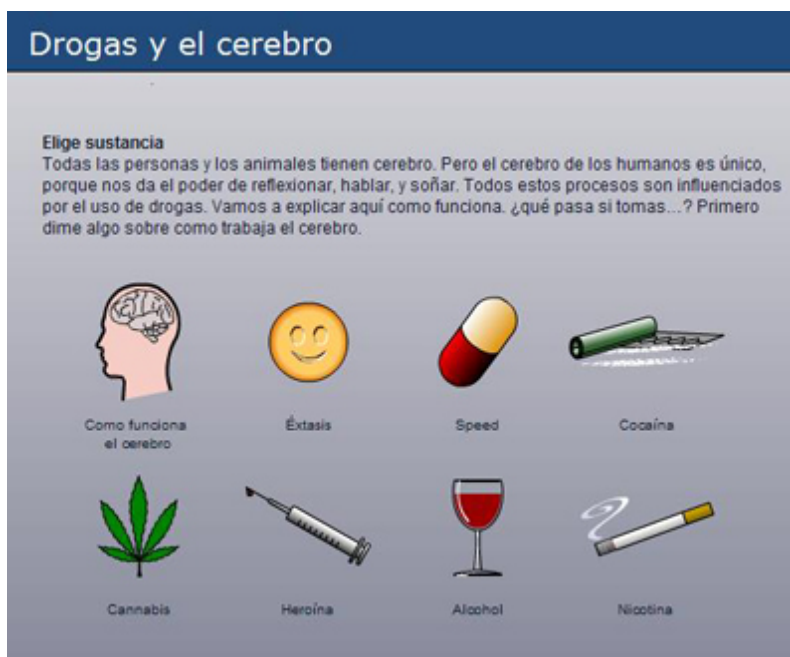 Drogas y el cerebro
Elige sustancia
Todas las personas y los animales tienen cerebro. Pero el cerebro de los humanos es único,
porque nos da el poder de reflexionar, hablar, y soñar. Todos estos procesos son influenciados
por el uso de drogas. Vamos a explicar aquí como funciona. ¿qué pasa si tomas...? Primero
dime algo sobre como trabaja el cerebro.
Como funciona
el cerebro
Éxtasis
Speed
Cocaína
Cannabis
Heroína
Alcohol
Nicotina